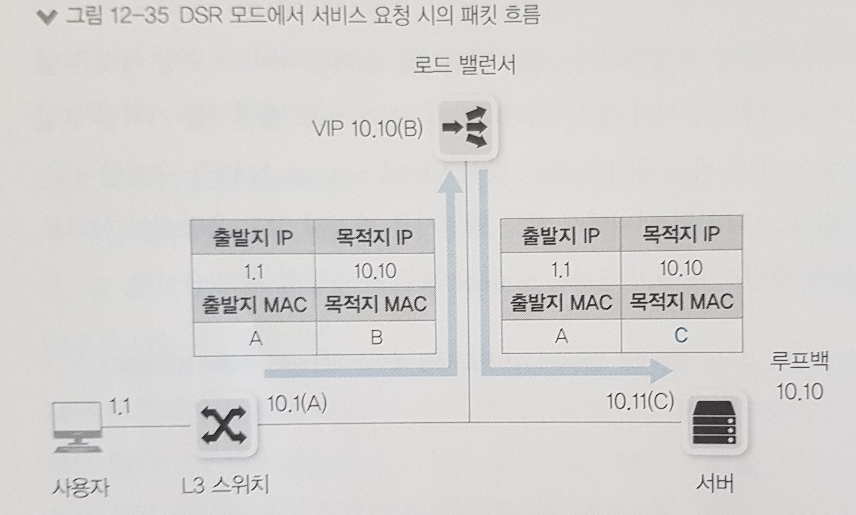 그림 12-35 DSR 모드에서 서비스 요청 시의 패킷 흐름
로드 밸런서
VIP 10.10(B)
출발지 IP 목적지 IP
1.1 10.10
출발지 MAC 목적지 MAC
A B
출발지 IP 목적지 IP
1.1 10.10
출발지 MAC 목적지 MAC
A C
루프백
10.10
1.1
10.1(A)
10.11(C)
사용자
L3 스위치
서버